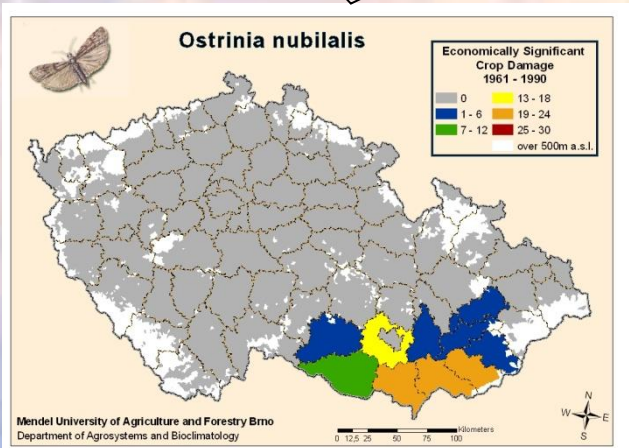 Ostrinia nubilalis
Economically Significant
Crop Damage
1961 - 1990
0
13 - 18
1 - 6
19 - 24
7 - 12
25 - 30
over 500m a.s.l.
Mendel University of Agriculture and Forestry Brno
Department of Agrosystems and Bioclimatology
Kilometers
0 12,5 25 50 75 100
N
W E
S